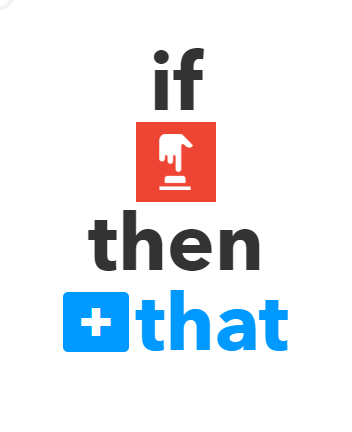 if
then
+that